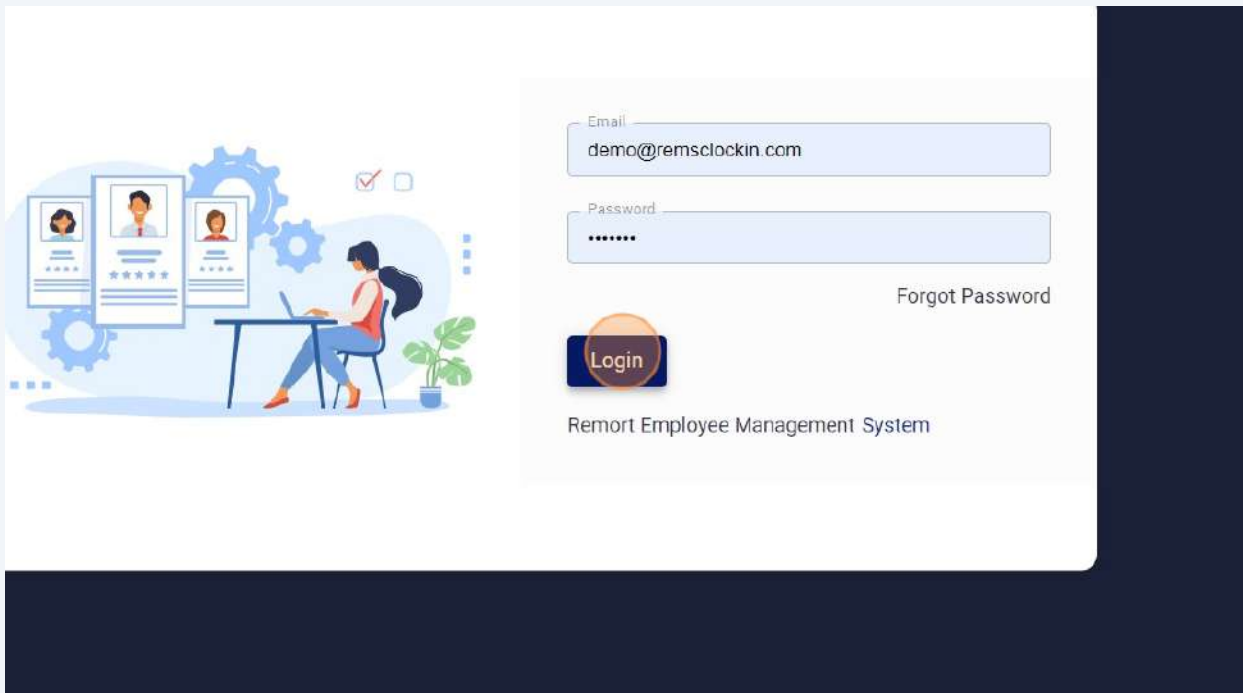 Email
demo@remsclockin.com
Password
•••••••
Forgot Password
Login
Remort Employee Management System